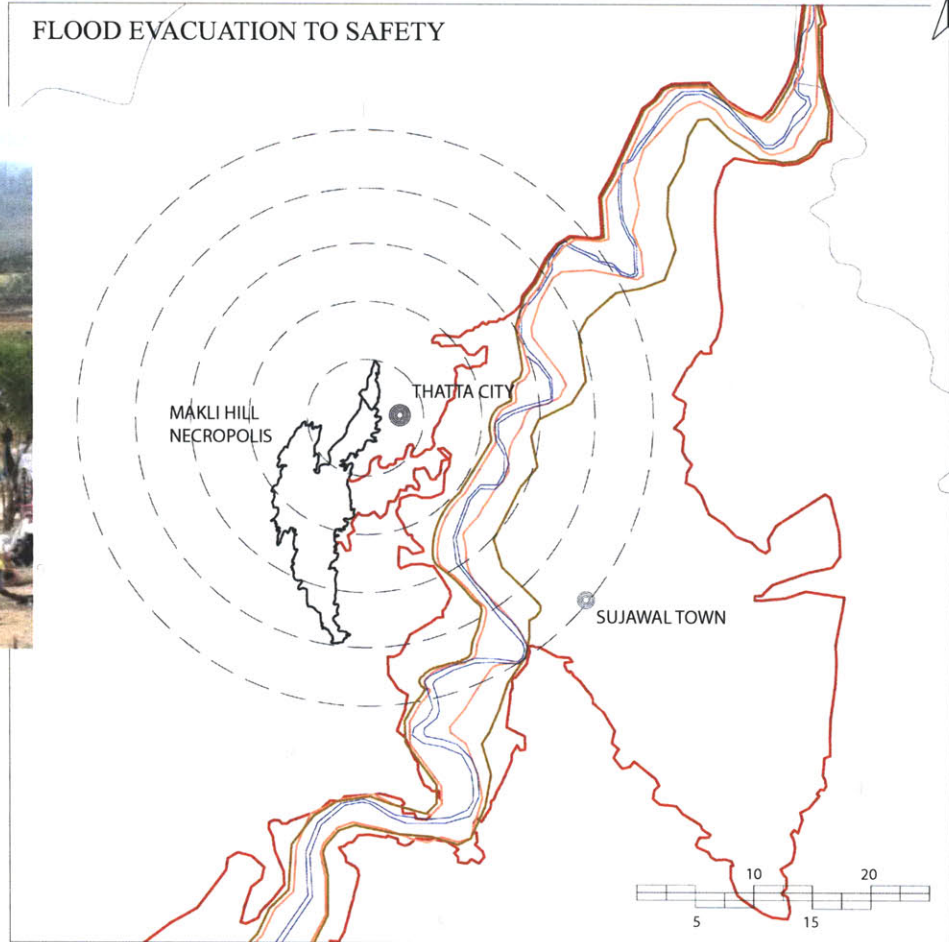 FLOOD EVACUATION TO SAFETY
THATTA CITY
MAKLI HILL
NECROPOLIS
SUJAWAL TOWN
10 20
5 15